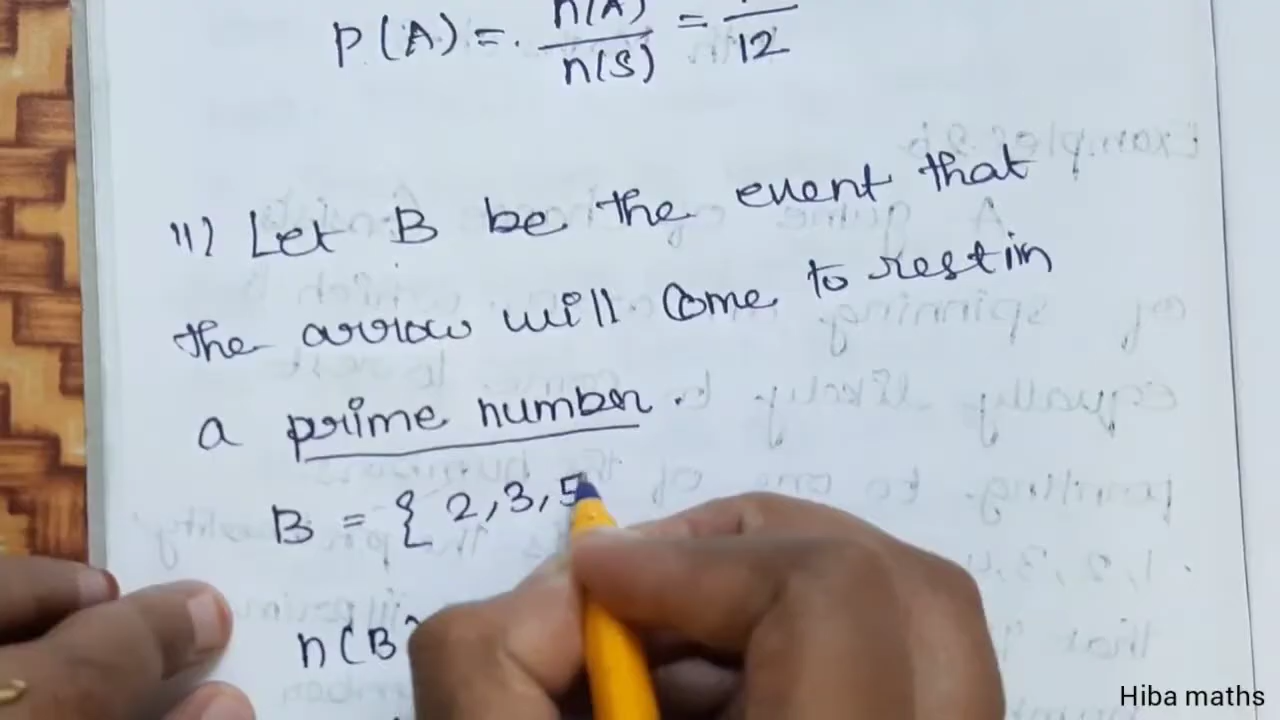 P(A) = n(A) / n(S) = / 12
ii) Let B be the event that
the arrow will come to rest in
a prime number.
B = { 2, 3, 5
n(B)
Hiba maths